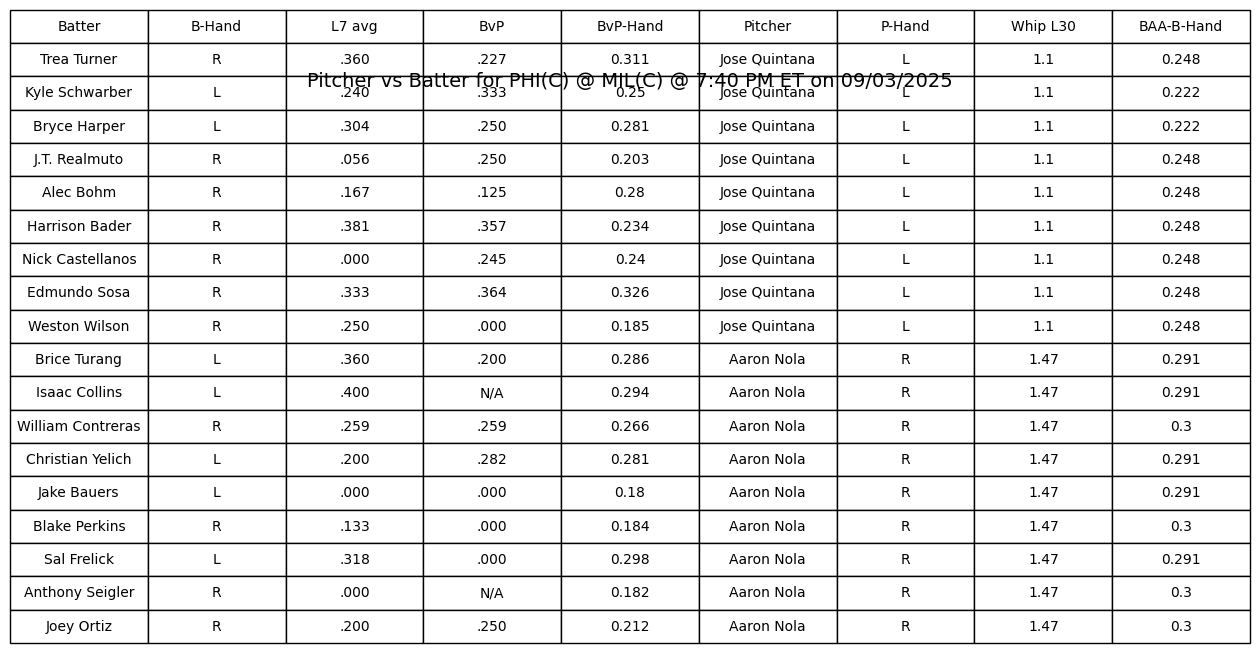 Batter B-Hand L7 avg BvP BvP-Hand Pitcher P-Hand Whip L30 BAA-B-Hand
Trea Turner R .360 .227 0.311 Jose Quintana L 1.1 0.248
Pitcher vs Batter for PHI(C) @ MIL(C) @ 7:40 PM ET on 09/03/2025
Kyle Schwarber L .240 .333 0.25 Jose Quintana L 1.1 0.222
Bryce Harper L .304 .250 0.281 Jose Quintana L 1.1 0.222
J.T. Realmuto R .056 .250 0.203 Jose Quintana L 1.1 0.248
Alec Bohm R .167 .125 0.28 Jose Quintana L 1.1 0.248
Harrison Bader R .381 .357 0.234 Jose Quintana L 1.1 0.248
Nick Castellanos R .000 .245 0.24 Jose Quintana L 1.1 0.248
Edmundo Sosa R .333 .364 0.326 Jose Quintana L 1.1 0.248
Weston Wilson R .250 .000 0.185 Jose Quintana L 1.1 0.248
Brice Turang L .360 .200 0.286 Aaron Nola R 1.47 0.291
Isaac Collins L .400 N/A 0.294 Aaron Nola R 1.47 0.291
William Contreras R .259 .259 0.266 Aaron Nola R 1.47 0.3
Christian Yelich L .200 .282 0.281 Aaron Nola R 1.47 0.291
Jake Bauers L .000 .000 0.18 Aaron Nola R 1.47 0.291
Blake Perkins R .133 .000 0.184 Aaron Nola R 1.47 0.3
Sal Frelick L .318 .000 0.298 Aaron Nola R 1.47 0.291
Anthony Seigler R .000 N/A 0.182 Aaron Nola R 1.47 0.3
Joey Ortiz R .200 .250 0.212 Aaron Nola R 1.47 0.3